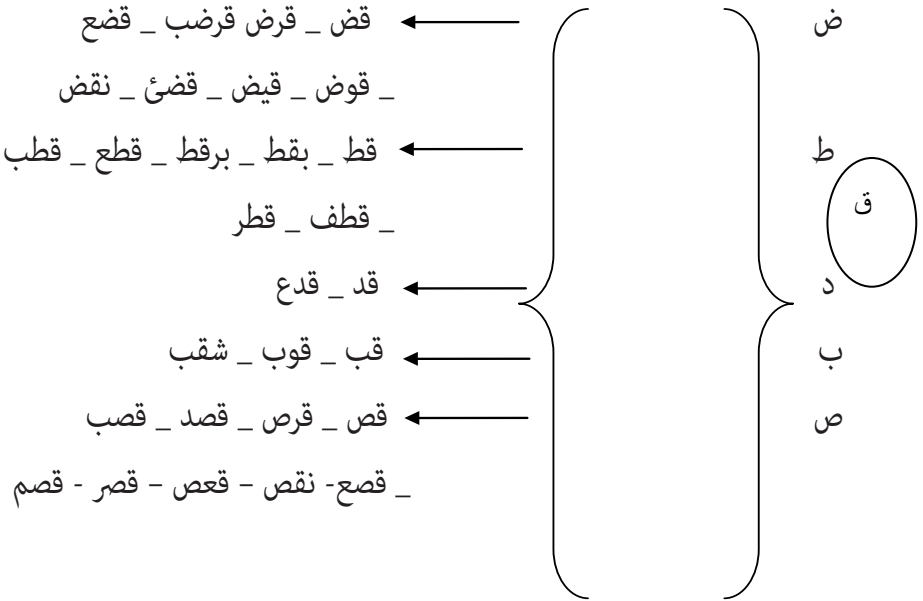 ض قض _ قرض قرضب _ قضع
_ قوض _ قيض _ قضئ _ نقض
ط قط _ بقط _ برقط _ قطع _ قطب
ق
_ قطف _ قطر
د قد _ قدع
ب قب _ قوب _ شقب
ص قص _ قرص _ قصد _ قصب
_ قصع- نقص – قعص – قصر - قصم